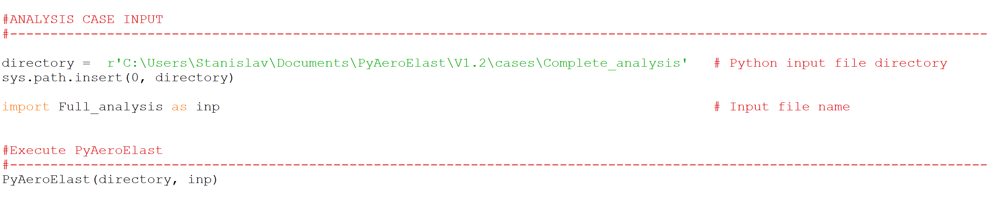 #ANALYSIS CASE INPUT
#-------------------------------------------------------------------------------------------------------------------------
directory =  r'C:\Users\Stanislav\Documents\PyAeroElast\V1.2\cases\Complete_analysis'   # Python input file directory
sys.path.insert(0, directory)
import Full_analysis as inp                                                             # Input file name
#Execute PyAeroElast
#-------------------------------------------------------------------------------------------------------------------------
PyAeroElast(directory, inp)